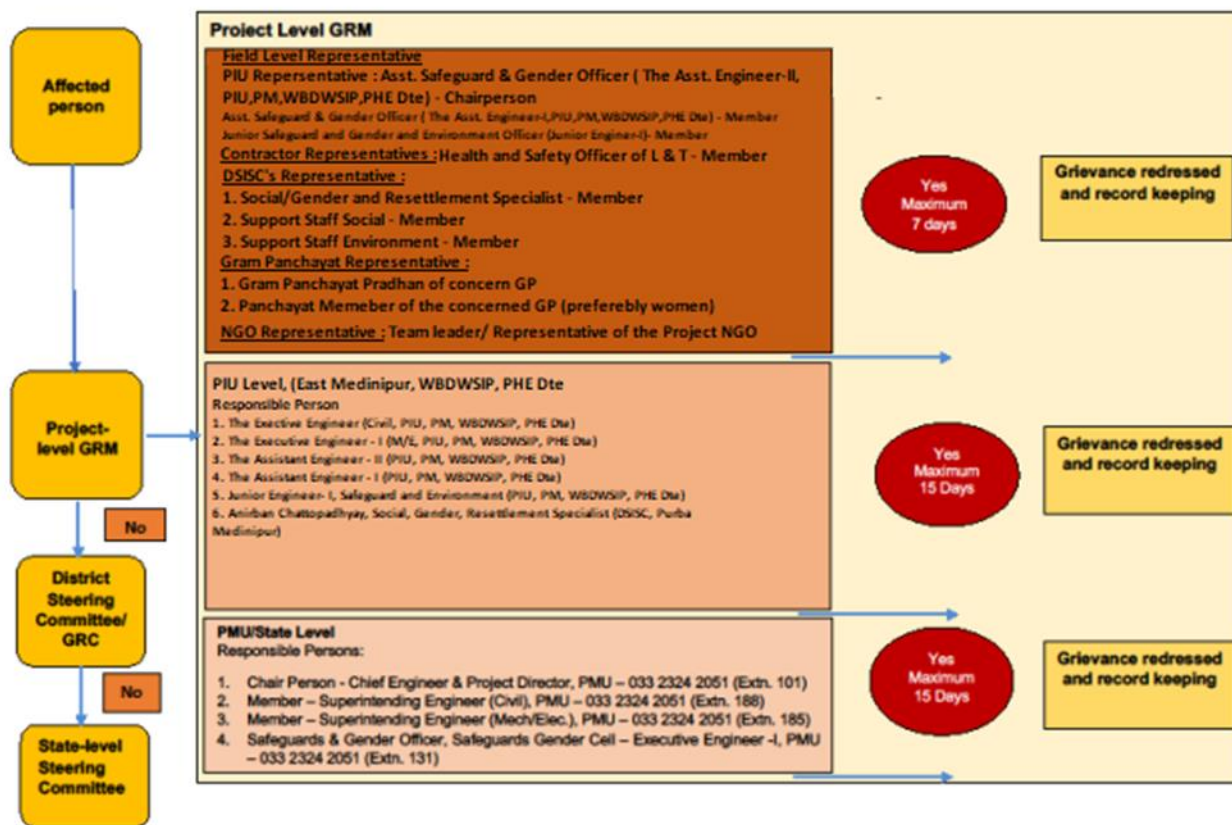 Affected
person
Project-
level GRM
No
District
Steering
Committee/
GRC
No
State-level
Steering
Committee
Project Level GRM
Field Level Representative
PIU Repersentative : Asst. Safeguard & Gender Officer ( The Asst. Engineer-II,
PIU,PM,WBDWSIP,PHE Dte) - Chairperson
Asst. Safeguard & Gender Officer ( The Asst. Engineer-I,PIU,PM,WBDWSIP,PHE Dte) - Member
Junior Safeguard and Gender and Environment Officer (Junior Enginer-I)- Member
Contractor Representatives : Health and Safety Officer of L & T - Member
DSISC's Representative :
1. Social/Gender and Resettlement Specialist - Member
2. Support Staff Social - Member
3. Support Staff Environment - Member
Gram Panchayat Representative :
1. Gram Panchayat Pradhan of concern GP
2. Panchayat Memeber of the concerned GP (preferebly women)
NGO Representative : Team leader/ Representative of the Project NGO
Yes
Maximum
7 days
Grievance redressed
and record keeping
PIU Level, (East Medinipur, WBDWSIP, PHE Dte
Responsible Person
1. The Exective Engineer (Civil, PIU, PM, WBDWSIP, PHE Dte)
2. The Executive Engineer - I (M/E, PIU, PM, WBDWSIP, PHE Dte)
3. The Assistant Engineer - II (PIU, PM, WBDWSIP, PHE Dte)
4. The Assistant Engineer - I (PIU, PM, WBDWSIP, PHE Dte)
5. Junior Engineer- I, Safeguard and Environment (PIU, PM, WBDWSIP, PHE Dte)
6. Anirban Chattopadhyay, Social, Gender, Resettlement Specialist (DSISC, Purba
Medinipur)
Yes
Maximum
15 Days
Grievance redressed
and record keeping
PMU/State Level
Responsible Persons:
1. Chair Person - Chief Engineer & Project Director, PMU – 033 2324 2051 (Extn. 101)
2. Member – Superintending Engineer (Civil), PMU – 033 2324 2051 (Extn. 188)
3. Member – Superintending Engineer (Mech/Elec.), PMU – 033 2324 2051 (Extn. 185)
4. Safeguards & Gender Officer, Safeguards Gender Cell – Executive Engineer -I, PMU
– 033 2324 2051 (Extn. 131)
Yes
Maximum
15 Days
Grievance redressed
and record keeping